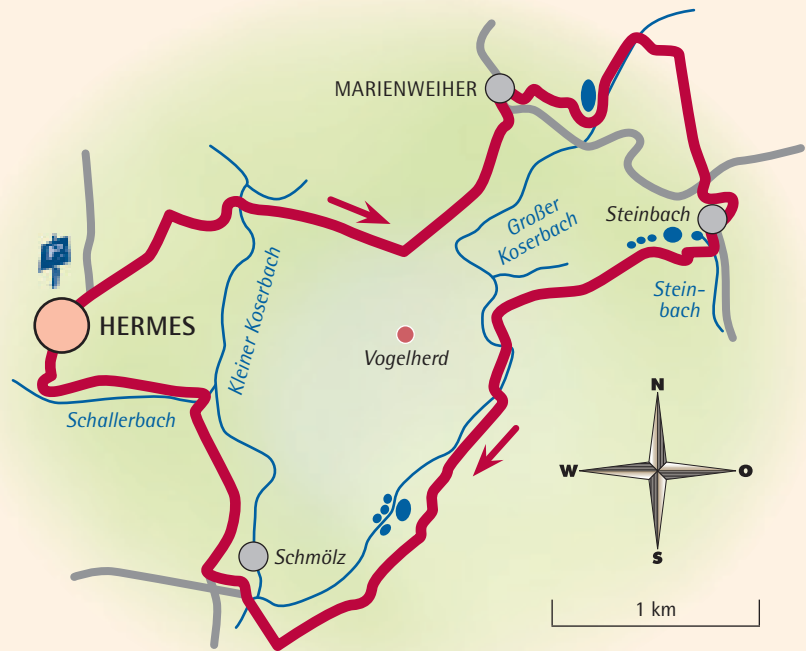 MARIENWEIHER
Großer
Koserbach
Steinbach
Stein-
bach
HERMES
Kleiner Koserbach
Vogelherd
Schallerbach
Schmölz
N
W
O
S
1 km